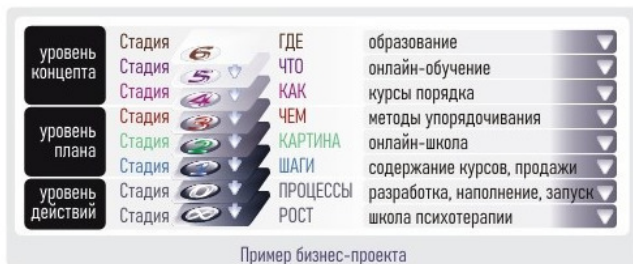 уровень концепта
Стадия 6 ГДЕ образование
Стадия 5 ЧТО онлайн-обучение
Стадия 4 КАК курсы порядка
уровень плана
Стадия 3 ЧЕМ методы упорядочивания
Стадия 2 КАРТИНА онлайн-школа
Стадия 1 ШАГИ содержание курсов, продажи
уровень действий
Стадия 0 ПРОЦЕССЫ разработка, наполнение, запуск
Стадия ∞ РОСТ школа психотерапии
Пример бизнес-проекта